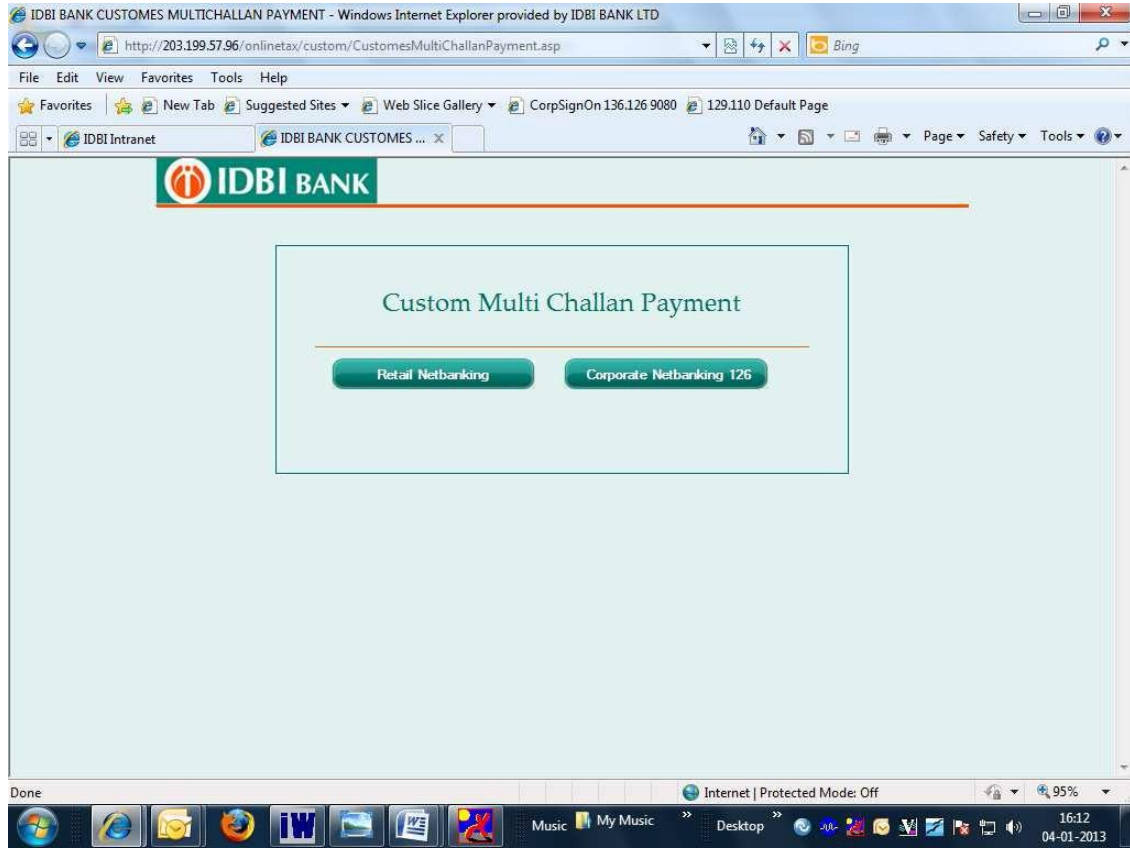 IDBI BANK CUSTOMES MULTICHALLAN PAYMENT - Windows Internet Explorer provided by IDBI BANK LTD
http://203.199.57.96/onlinetax/custom/CustomesMultiChallanPayment.asp Bing
File Edit View Favorites Tools Help
Favorites New Tab Suggested Sites Web Slice Gallery CorpSignOn 136.126 9080 129.110 Default Page
IDBI Intranet IDBI BANK CUSTOMES ... Page Safety Tools
IDBI BANK
Custom Multi Challan Payment
Retail Netbanking Corporate Netbanking 126
Done Internet | Protected Mode: Off 95%
Music My Music » Desktop » 16:12
04-01-2013